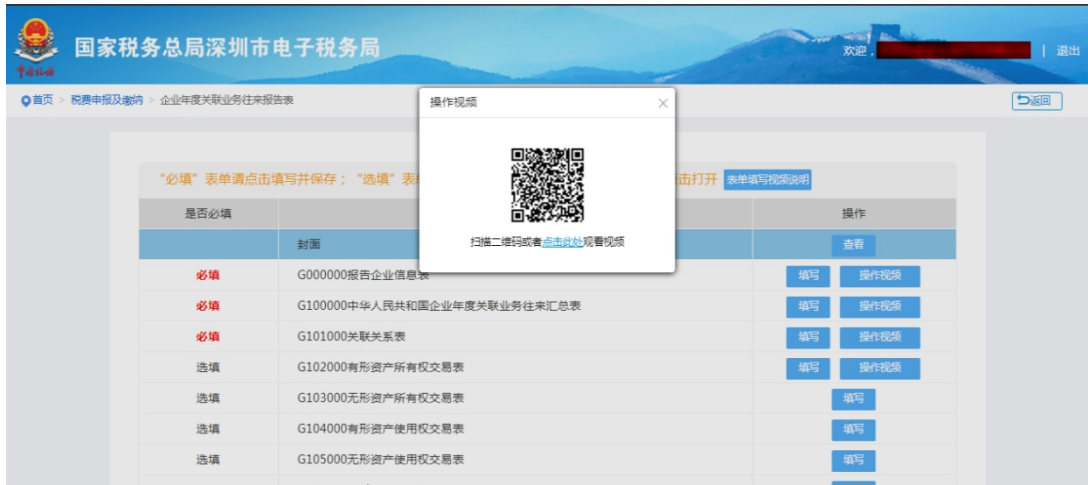 国家税务总局深圳市电子税务局
中国税务
欢迎,
| 退出
首页 > 税费申报及缴纳 > 企业年度关联业务往来报告表
返回
操作视频 ×
扫描二维码或者点击此处观看视频
“必填”表单请点击填写并保存；“选填”表
击打开 表单填写视频说明
是否必填 操作
封面 查看
必填 G000000报告企业信息表 填写 操作视频
必填 G100000中华人民共和国企业年度关联业务往来汇总表 填写 操作视频
必填 G101000关联关系表 填写 操作视频
选填 G102000有形资产所有权交易表 填写 操作视频
选填 G103000无形资产所有权交易表 填写
选填 G104000有形资产使用权交易表 填写
选填 G105000无形资产使用权交易表 填写